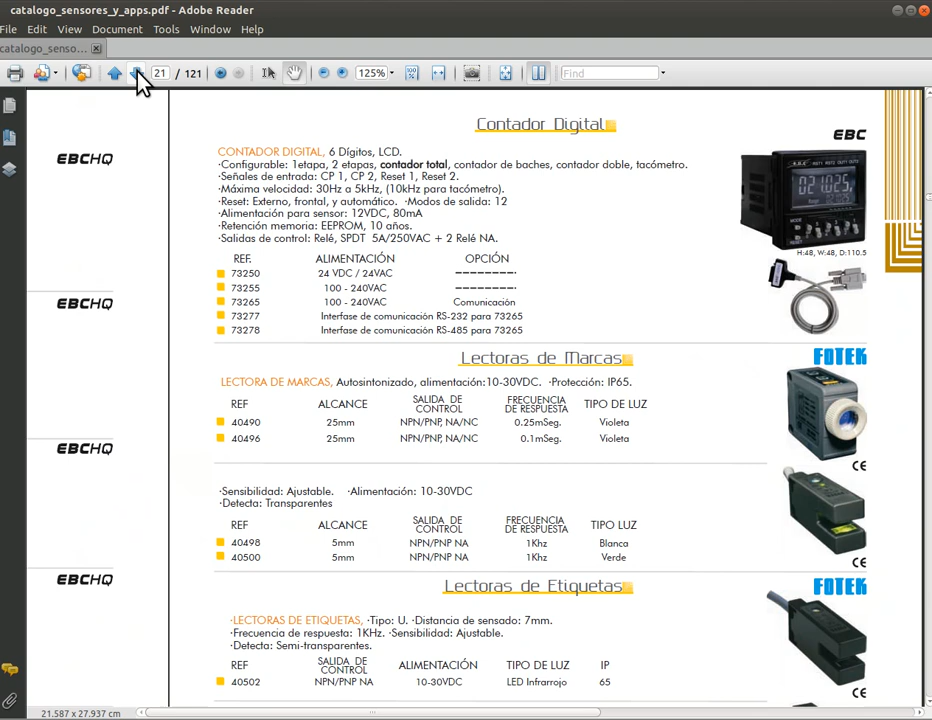 catalogo_sensores_y_apps.pdf - Adobe Reader
File Edit View Document Tools Window Help
catalogo_senso...
21 / 121 125% Find
Contador Digital
EBC
EBCHQ
CONTADOR DIGITAL, 6 Dígitos, LCD.
·Configurable: 1etapa, 2 etapas, contador total, contador de baches, contador doble, tacómetro.
·Señales de entrada: CP 1, CP 2, Reset 1, Reset 2.
·Máxima velocidad: 30Hz a 5kHz, (10kHz para tacómetro).
·Reset: Externo, frontal, y automático. ·Modos de salida: 12
·Alimentación para sensor: 12VDC, 80mA
·Retención memoria: EEPROM, 10 años.
·Salidas de control: Relé, SPDT 5A/250VAC + 2 Relé NA.
H:48, W:48, D:110.5
REF. ALIMENTACIÓN OPCIÓN
73250 24 VDC / 24VAC --------
73255 100 - 240VAC --------
73265 100 - 240VAC Comunicación
73277 Interfase de comunicación RS-232 para 73265
73278 Interfase de comunicación RS-485 para 73265
EBCHQ
Lectoras de Marcas
FOTEK
LECTORA DE MARCAS, Autosintonizado, alimentación:10-30VDC. ·Protección: IP65.
REF ALCANCE SALIDA DE CONTROL FRECUENCIA DE RESPUESTA TIPO DE LUZ
40490 25mm NPN/PNP, NA/NC 0.25mSeg. Violeta
40496 25mm NPN/PNP, NA/NC 0.1mSeg. Violeta
CE
EBCHQ
·Sensibilidad: Ajustable. ·Alimentación: 10-30VDC
·Detecta: Transparentes
REF ALCANCE SALIDA DE CONTROL FRECUENCIA DE RESPUESTA TIPO LUZ
40498 5mm NPN/PNP NA 1Khz Blanca
40500 5mm NPN/PNP NA 1Khz Verde
CE
EBCHQ
Lectoras de Etiquetas
FOTEK
·LECTORAS DE ETIQUETAS, ·Tipo: U. ·Distancia de sensado: 7mm.
·Frecuencia de respuesta: 1KHz. ·Sensibilidad: Ajustable.
·Detecta: Semi-transparentes.
REF SALIDA DE CONTROL ALIMENTACIÓN TIPO DE LUZ IP
40502 NPN/PNP NA 10-30VDC LED Infrarrojo 65
CE
21.587 x 27.937 cm